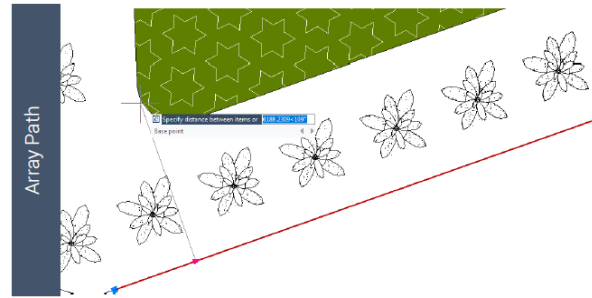 Array Path
Specify distance between items or
Base point